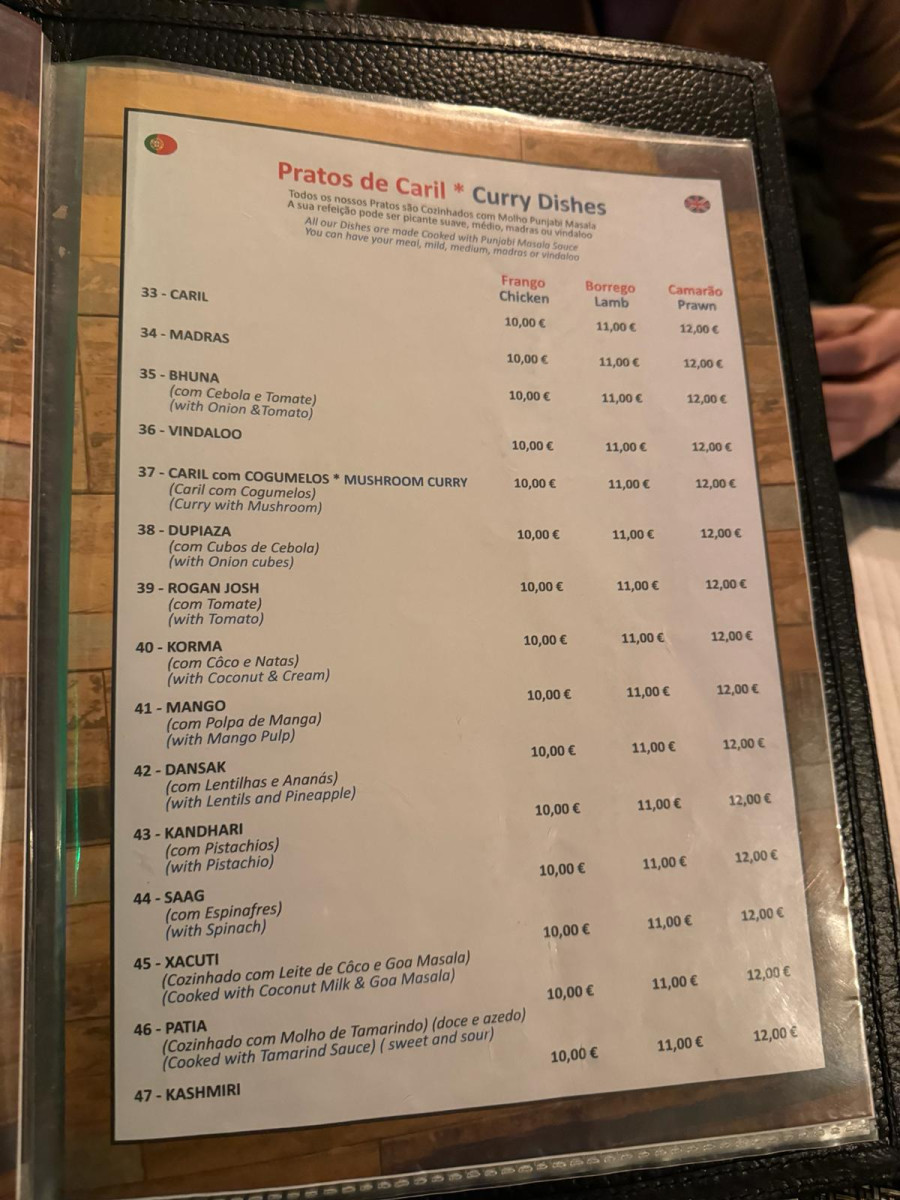 Pratos de Caril * Curry Dishes
Todos os nossos Pratos são Cozinhados com Molho Punjabi Masala
A sua refeição pode ser picante suave, médio, madras ou vindaloo
All our Dishes are made Cooked with Punjabi Masala Sauce
You can have your meal, mild, medium, madras or vindaloo
Frango Borrego Camarão
Chicken Lamb Prawn
33 - CARIL 10,00 € 11,00 € 12,00 €
34 - MADRAS 10,00 € 11,00 € 12,00 €
35 - BHUNA 10,00 € 11,00 € 12,00 €
(com Cebola e Tomate)
(with Onion &Tomato)
36 - VINDALOO 10,00 € 11,00 € 12,00 €
37 - CARIL com COGUMELOS * MUSHROOM CURRY 10,00 € 11,00 € 12,00 €
(Caril com Cogumelos)
(Curry with Mushroom)
38 - DUPIAZA 10,00 € 11,00 € 12,00 €
(com Cubos de Cebola)
(with Onion cubes)
39 - ROGAN JOSH 10,00 € 11,00 € 12,00 €
(com Tomate)
(with Tomato)
40 - KORMA 10,00 € 11,00 € 12,00 €
(com Côco e Natas)
(with Coconut & Cream)
41 - MANGO 10,00 € 11,00 € 12,00 €
(com Polpa de Manga)
(with Mango Pulp)
42 - DANSAK 10,00 € 11,00 € 12,00 €
(com Lentilhas e Ananás)
(with Lentils and Pineapple)
43 - KANDHARI 10,00 € 11,00 € 12,00 €
(com Pistachios)
(with Pistachio)
44 - SAAG 10,00 € 11,00 € 12,00 €
(com Espinafres)
(with Spinach)
45 - XACUTI 10,00 € 11,00 € 12,00 €
(Cozinhado com Leite de Côco e Goa Masala)
(Cooked with Coconut Milk & Goa Masala)
46 - PATIA 10,00 € 11,00 € 12,00 €
(Cozinhado com Molho de Tamarindo) (doce e azedo)
(Cooked with Tamarind Sauce) ( sweet and sour)
47 - KASHMIRI 10,00 € 11,00 € 12,00 €